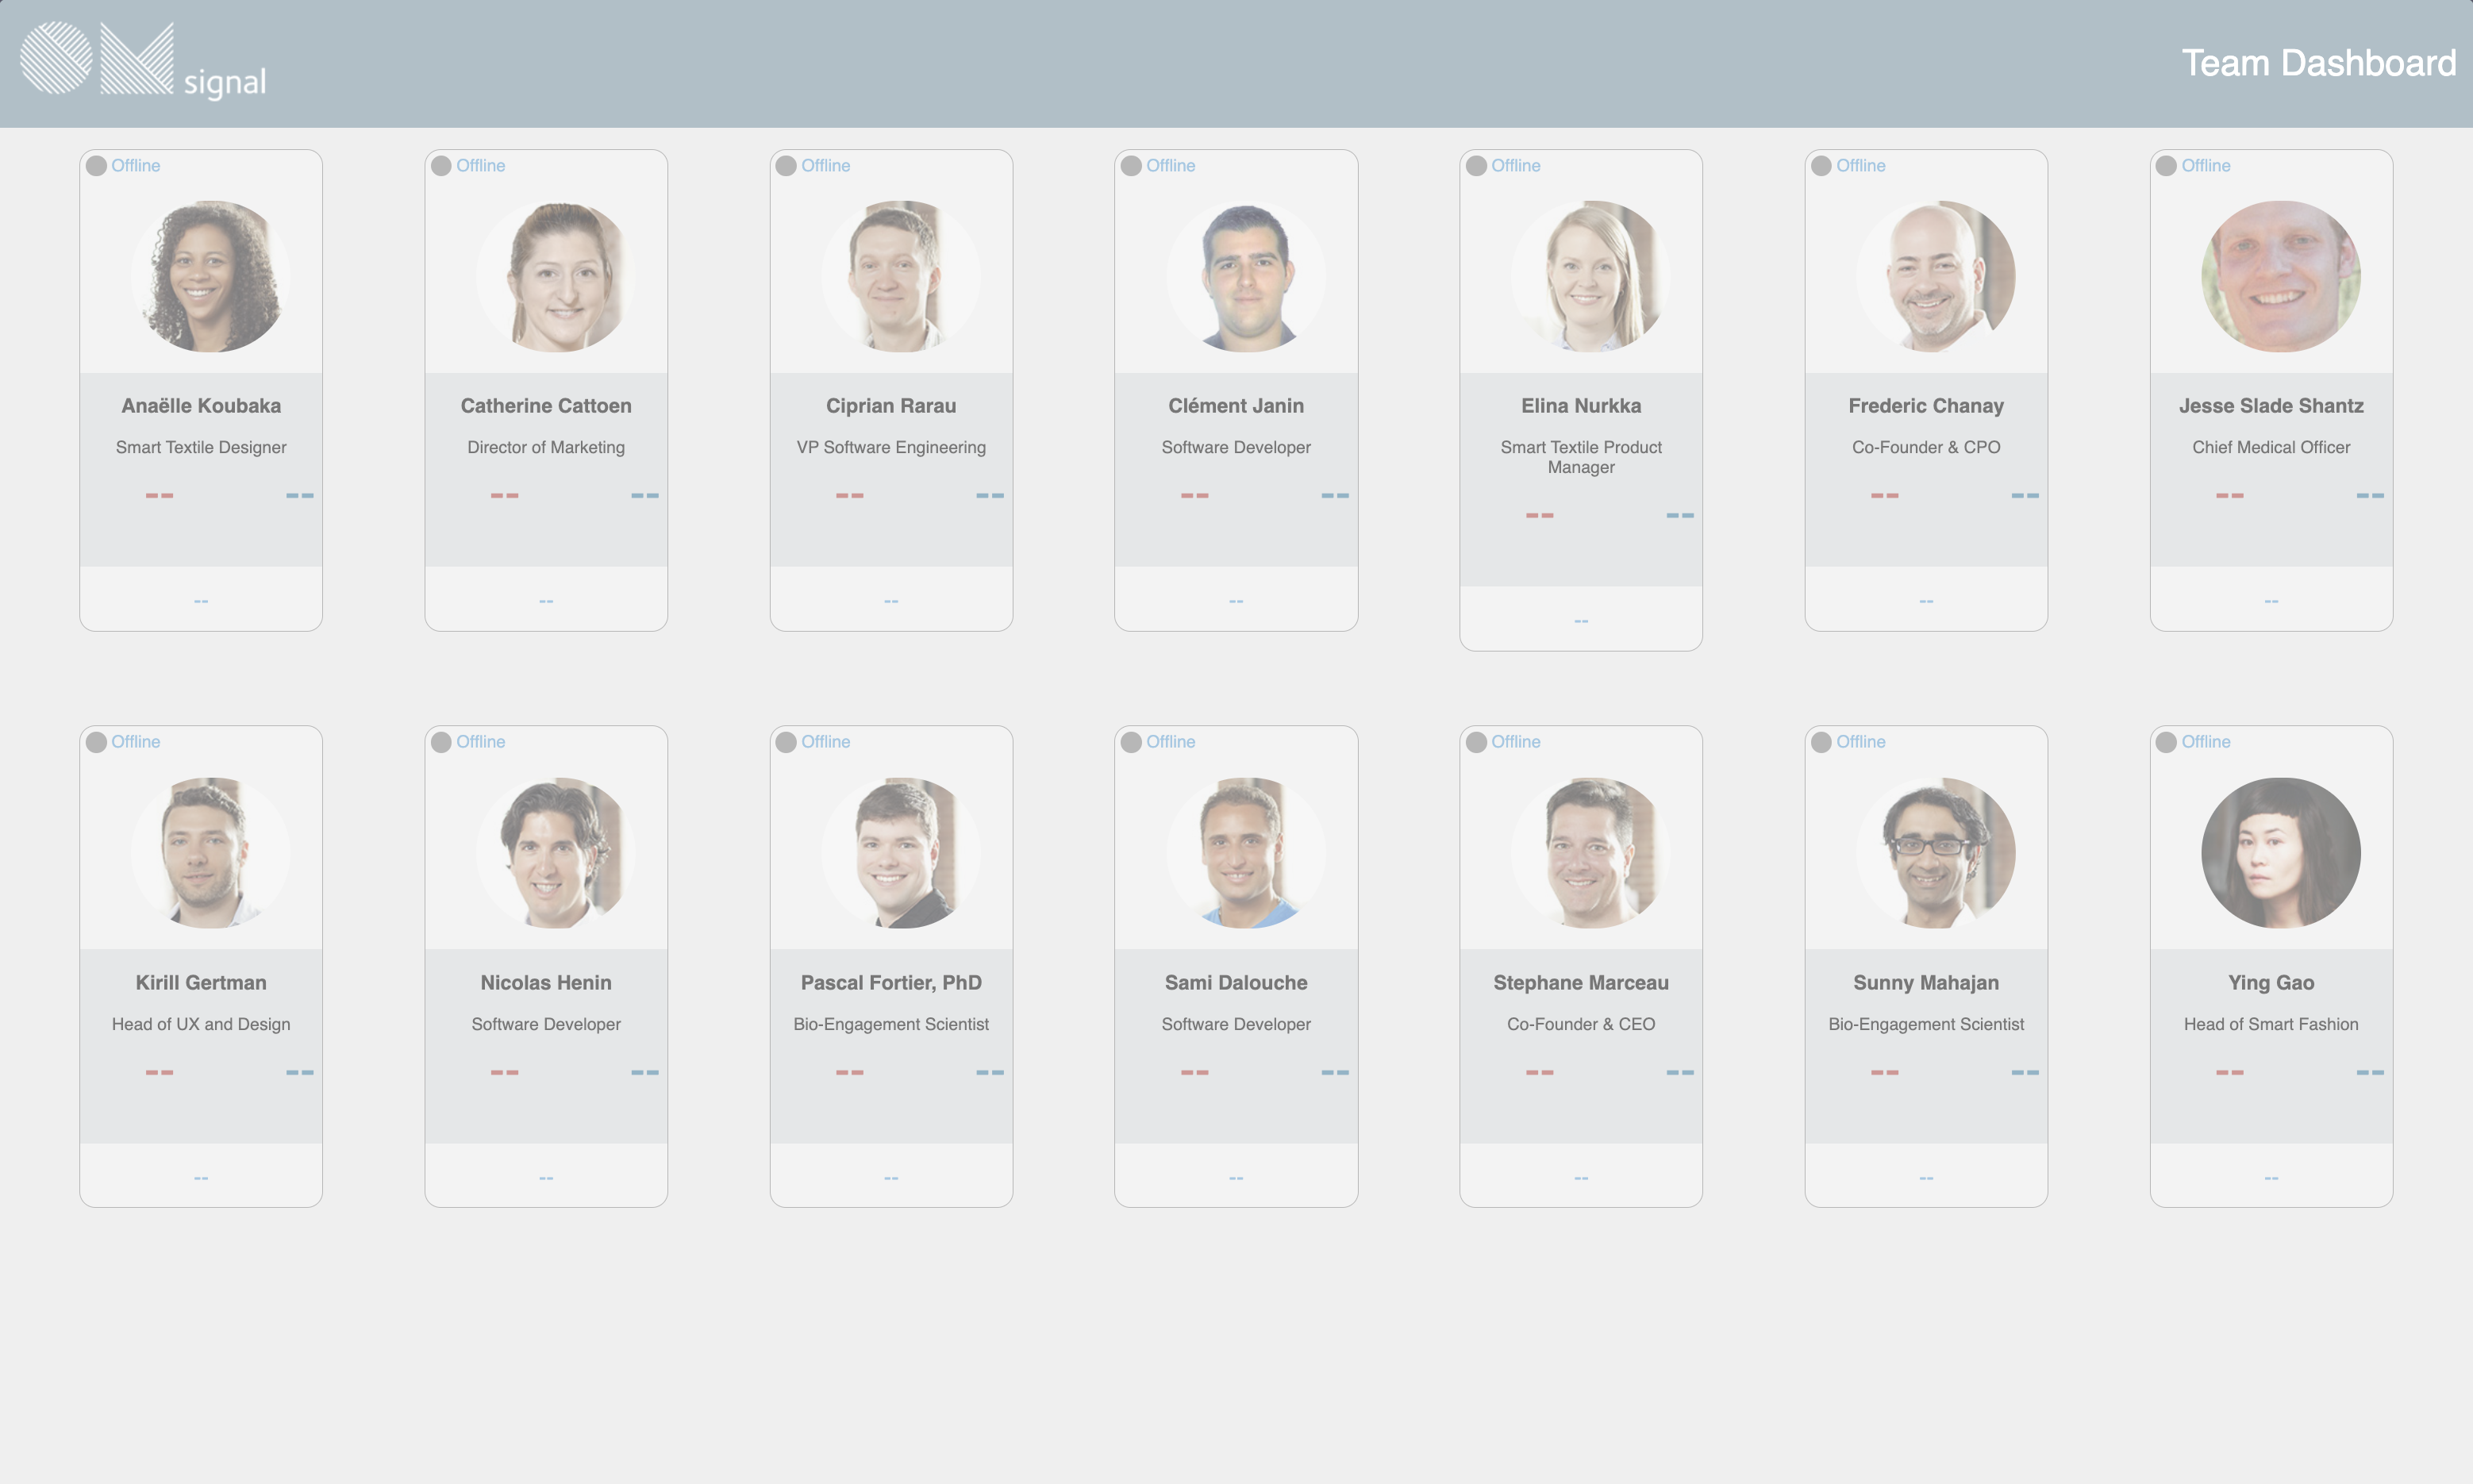 OM signal
Team Dashboard
Offline
Offline
Offline
Offline
Offline
Offline
Offline
Anaëlle Koubaka
Catherine Cattoen
Ciprian Rarau
Clément Janin
Elina Nurkka
Frederic Chanay
Jesse Slade Shantz
Smart Textile Designer
Director of Marketing
VP Software Engineering
Software Developer
Smart Textile Product
Manager
Co-Founder & CPO
Chief Medical Officer
-- --
-- --
-- --
-- --
-- --
-- --
-- --
--
--
--
--
--
--
--
Offline
Offline
Offline
Offline
Offline
Offline
Offline
Kirill Gertman
Nicolas Henin
Pascal Fortier, PhD
Sami Dalouche
Stephane Marceau
Sunny Mahajan
Ying Gao
Head of UX and Design
Software Developer
Bio-Engagement Scientist
Software Developer
Co-Founder & CEO
Bio-Engagement Scientist
Head of Smart Fashion
-- --
-- --
-- --
-- --
-- --
-- --
-- --
--
--
--
--
--
--
--